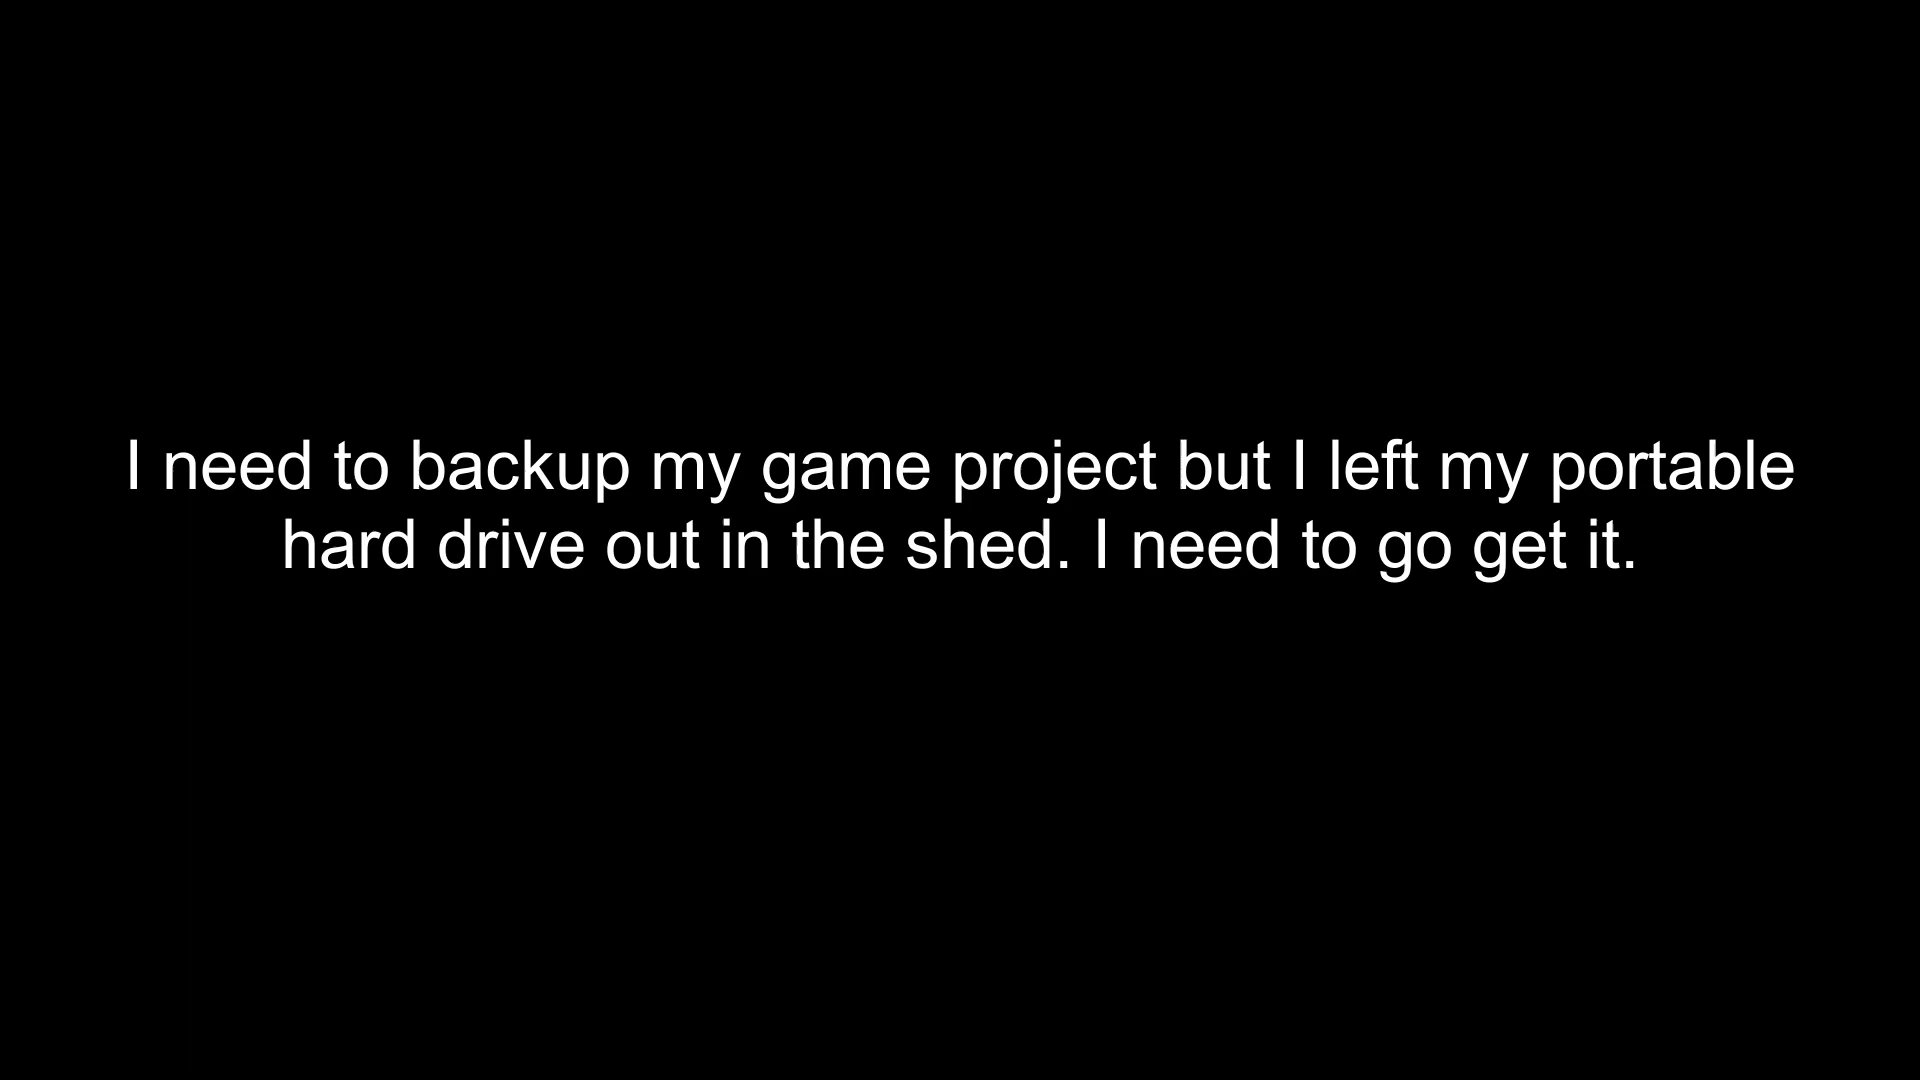 I need to backup my game project but I left my portable
hard drive out in the shed. I need to go get it.